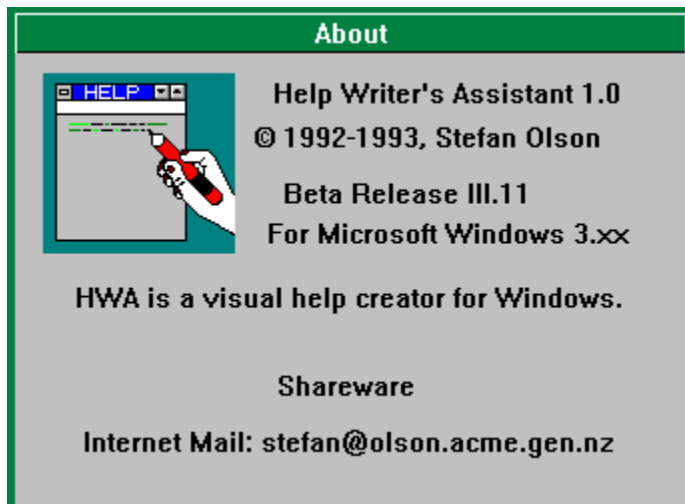 About
HELP
Help Writer's Assistant 1.0
© 1992-1993, Stefan Olson
Beta Release III.11
For Microsoft Windows 3.xx
HWA is a visual help creator for Windows.
Shareware
Internet Mail: stefan@olson.acme.gen.nz